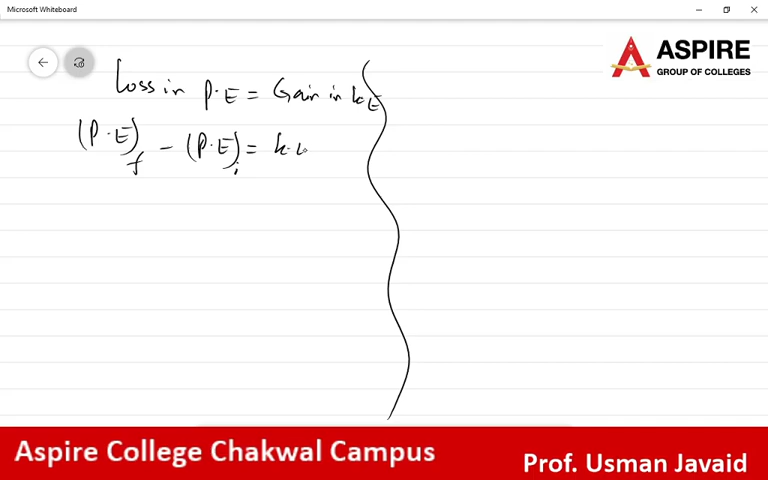 Microsoft Whiteboard
ASPIRE
GROUP OF COLLEGES
Loss in P.E = Gain in k.E
(P.E)f - (P.E)i = k.
Aspire College Chakwal Campus
Prof. Usman Javaid